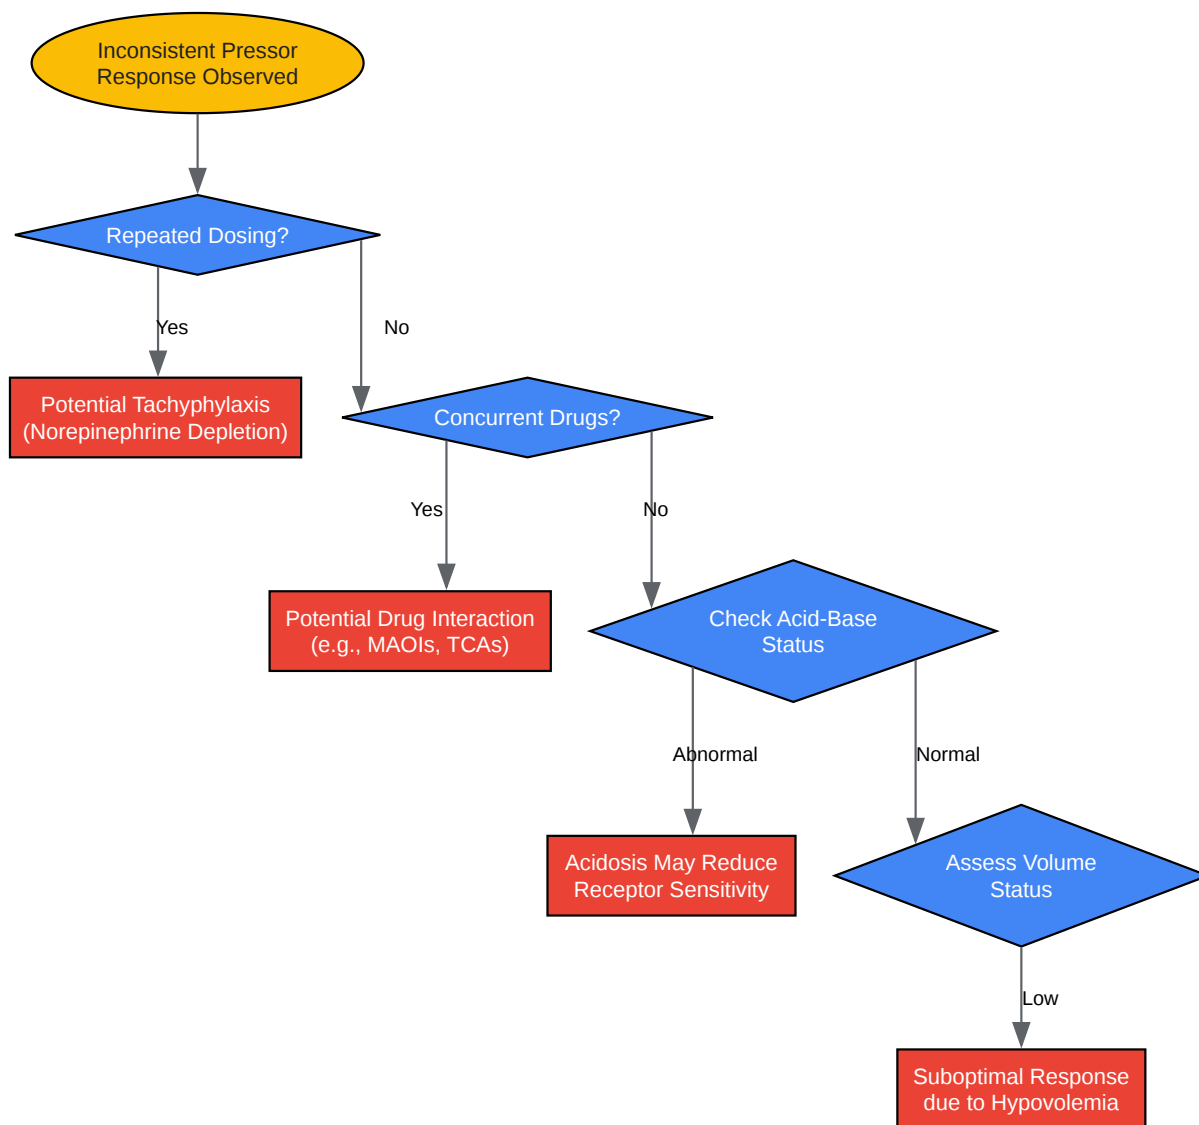 Inconsistent Pressor
Response Observed
Repeated Dosing?
Yes
No
Potential Tachyphylaxis
(Norepinephrine Depletion)
Concurrent Drugs?
Yes
No
Potential Drug Interaction
(e.g., MAOIs, TCAs)
Check Acid-Base
Status
Abnormal
Normal
Acidosis May Reduce
Receptor Sensitivity
Assess Volume
Status
Low
Suboptimal Response
due to Hypovolemia